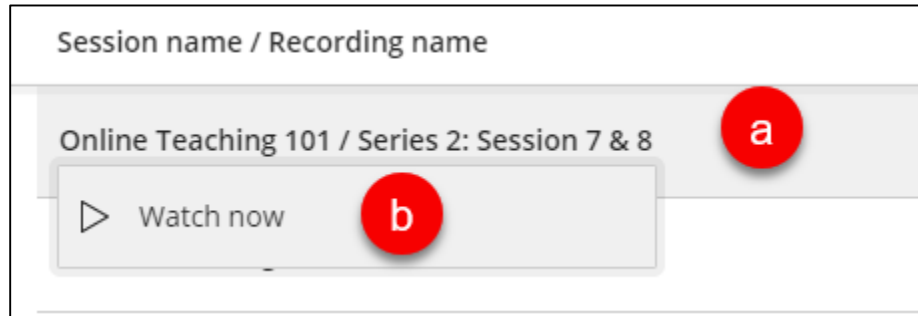 Session name / Recording name
Online Teaching 101 / Series 2: Session 7 & 8
a
Watch now
b